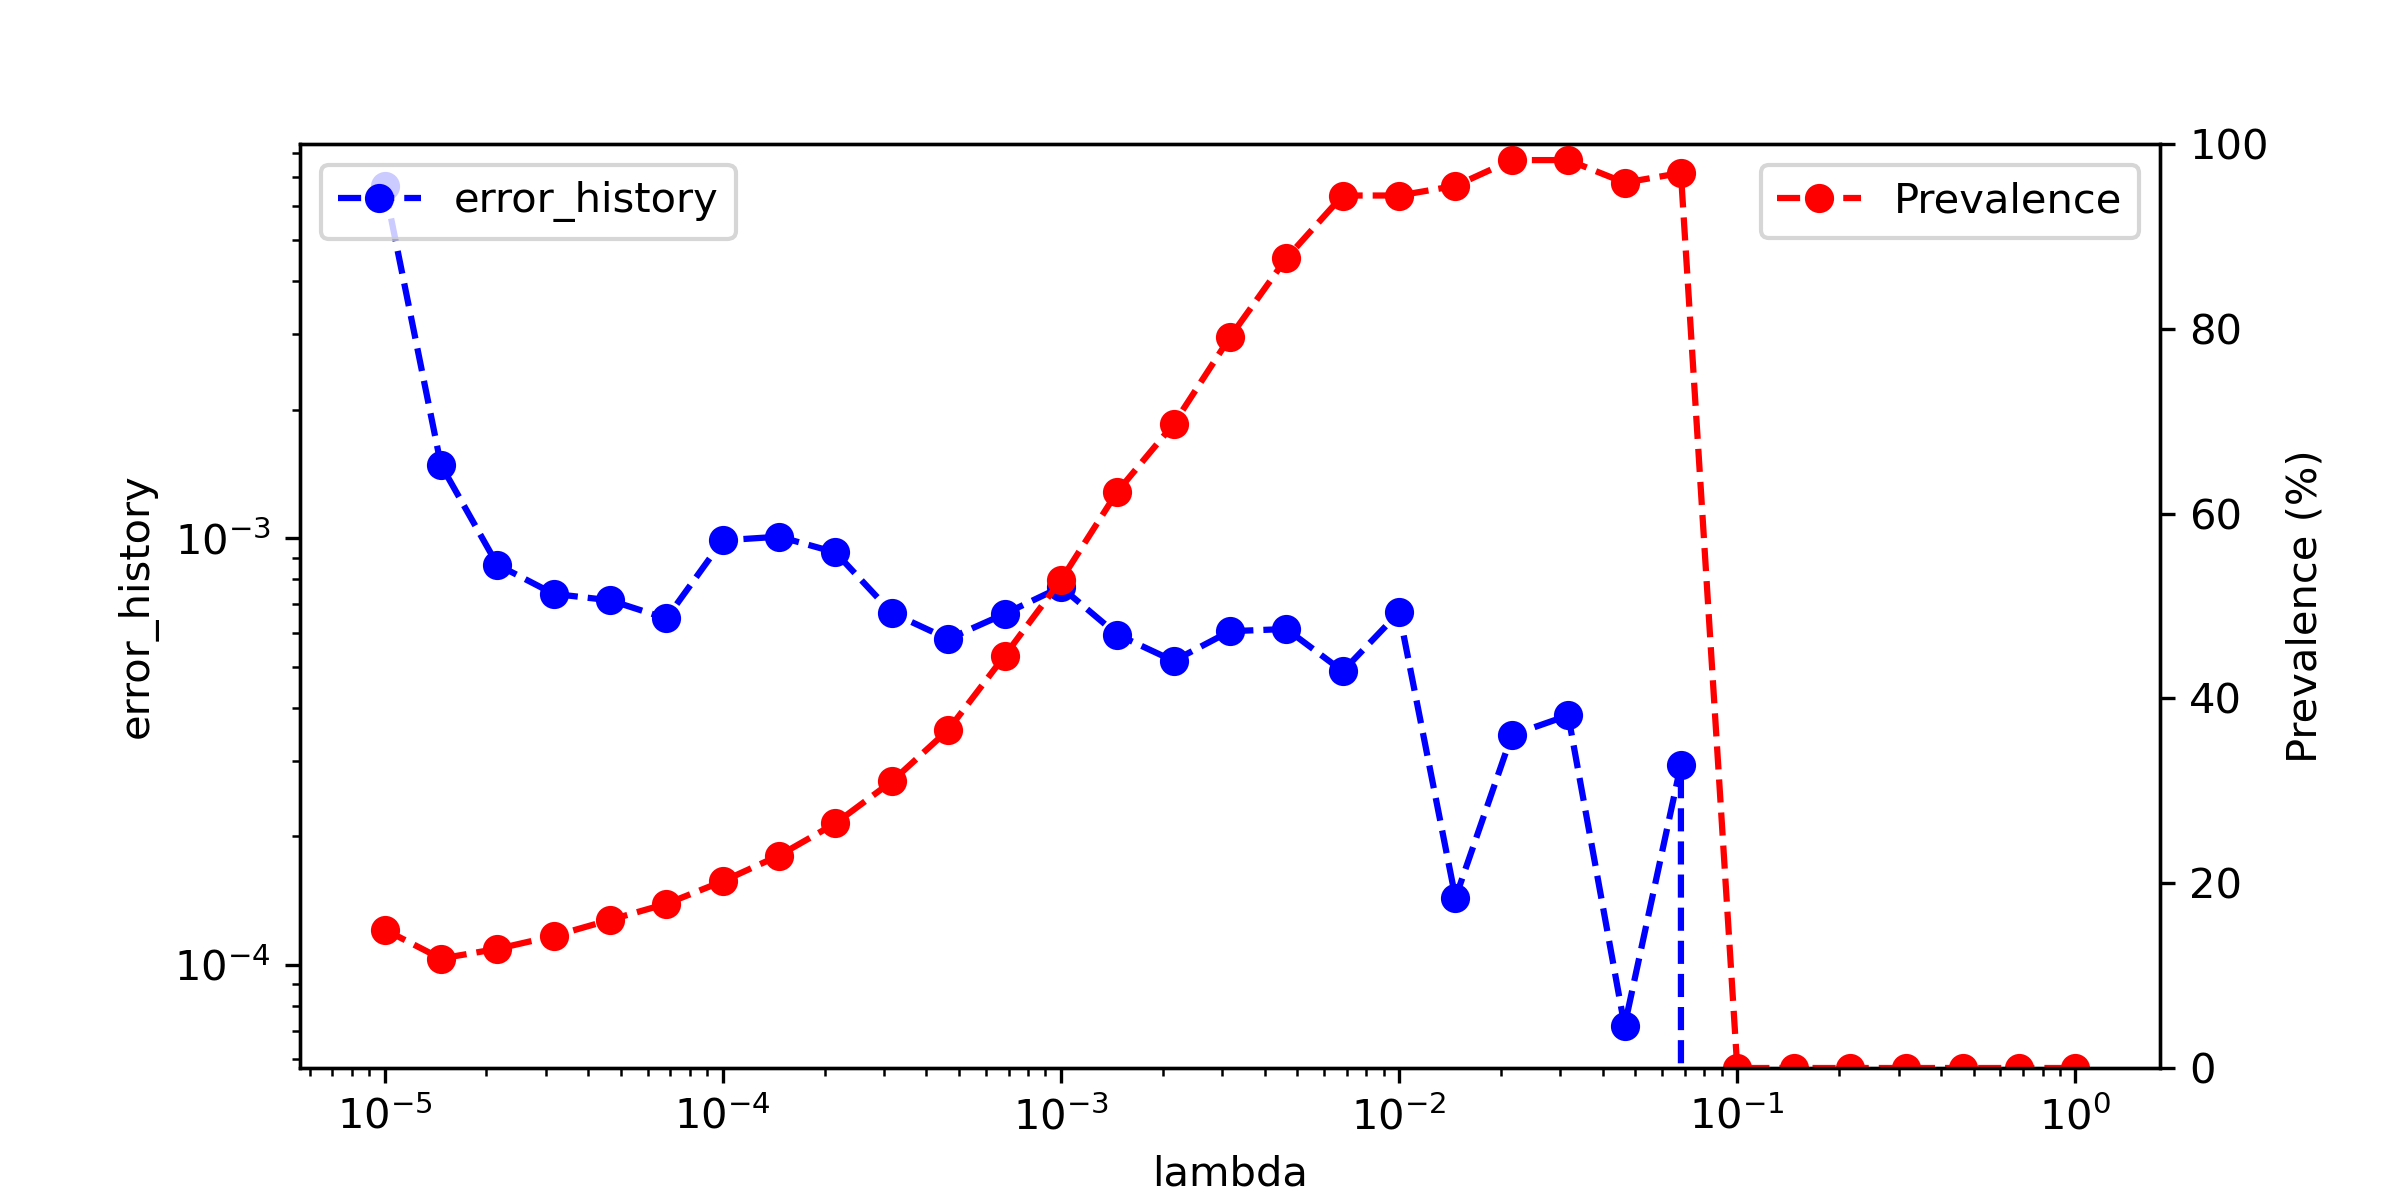 error_history
Prevalence
error_history
10⁻³
10⁻⁴
100
80
60
40
20
0
Prevalence (%)
10⁻⁵
10⁻⁴
10⁻³
10⁻²
10⁻¹
10⁰
lambda